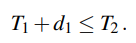 T₁ + d₁ ≤ T₂.